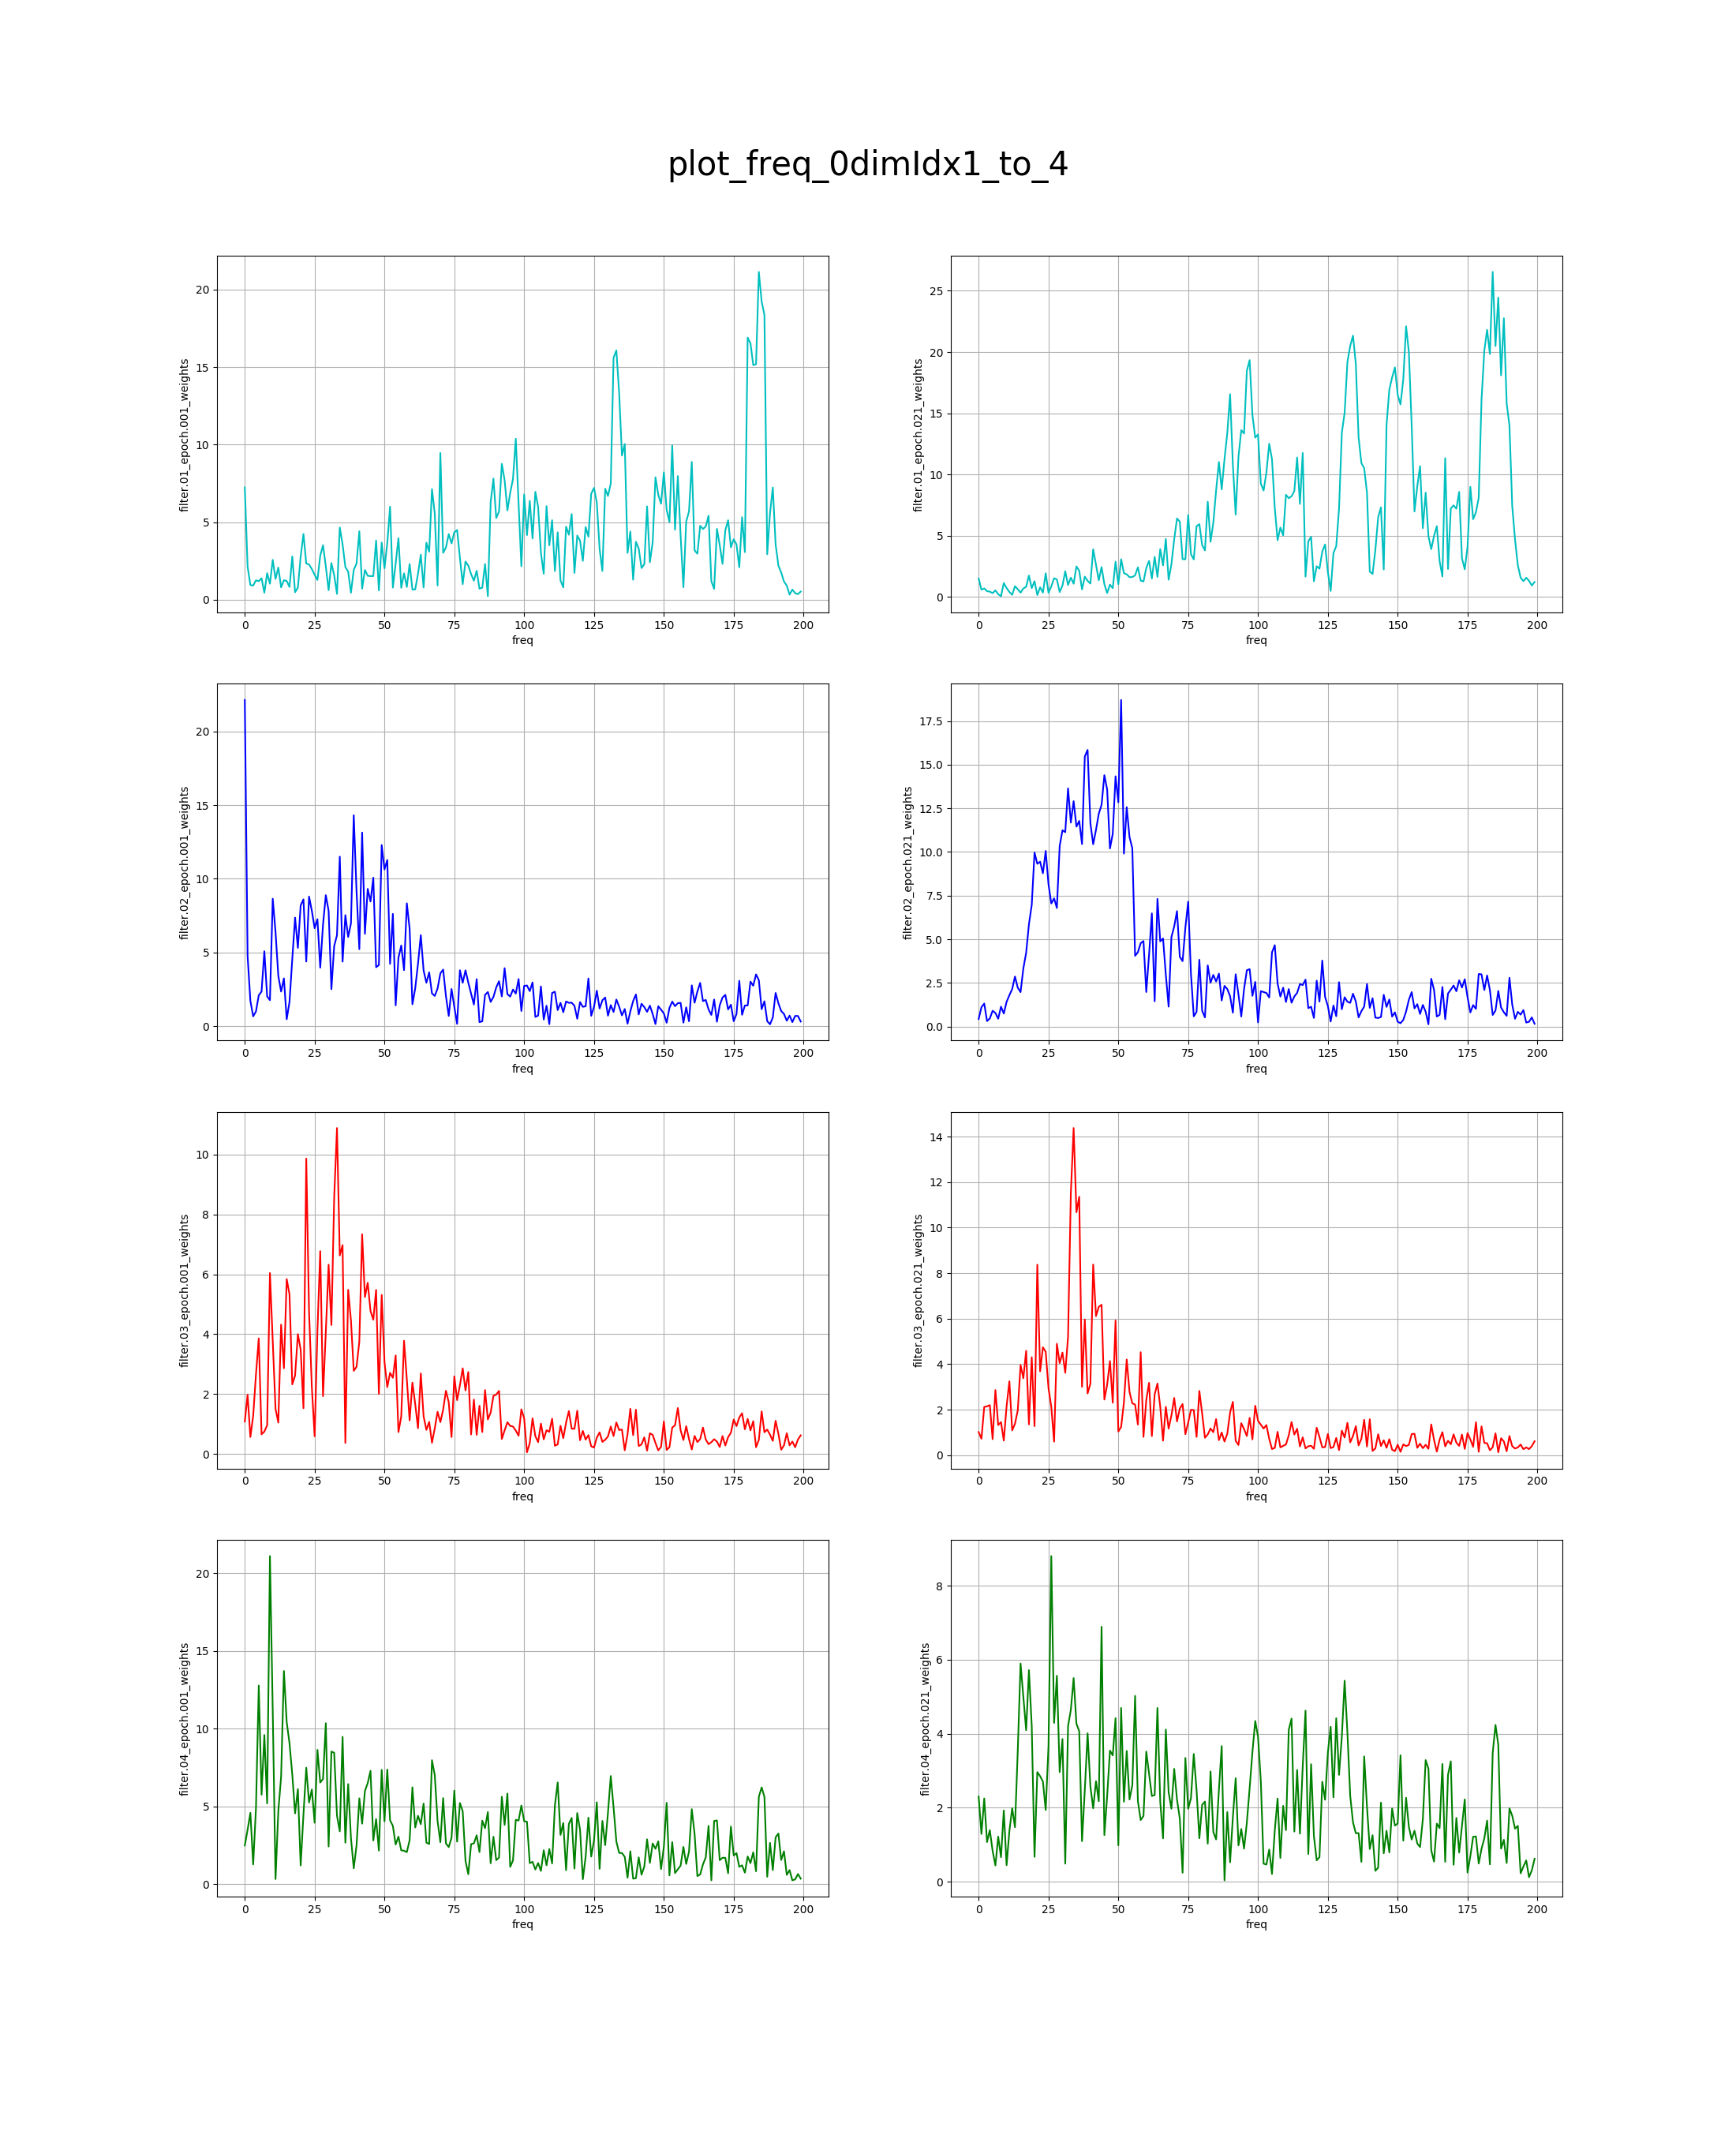 plot_freq_0dimIdx1_to_4
filter.01_epoch.001_weights
20
15
10
5
0
0 25 50 75 100 125 150 175 200
freq
filter.01_epoch.021_weights
25
20
15
10
5
0
0 25 50 75 100 125 150 175 200
freq
filter.02_epoch.001_weights
20
15
10
5
0
0 25 50 75 100 125 150 175 200
freq
filter.02_epoch.021_weights
17.5
15.0
12.5
10.0
7.5
5.0
2.5
0.0
0 25 50 75 100 125 150 175 200
freq
filter.03_epoch.001_weights
10
8
6
4
2
0
0 25 50 75 100 125 150 175 200
freq
filter.03_epoch.021_weights
14
12
10
8
6
4
2
0
0 25 50 75 100 125 150 175 200
freq
filter.04_epoch.001_weights
20
15
10
5
0
0 25 50 75 100 125 150 175 200
freq
filter.04_epoch.021_weights
8
6
4
2
0
0 25 50 75 100 125 150 175 200
freq